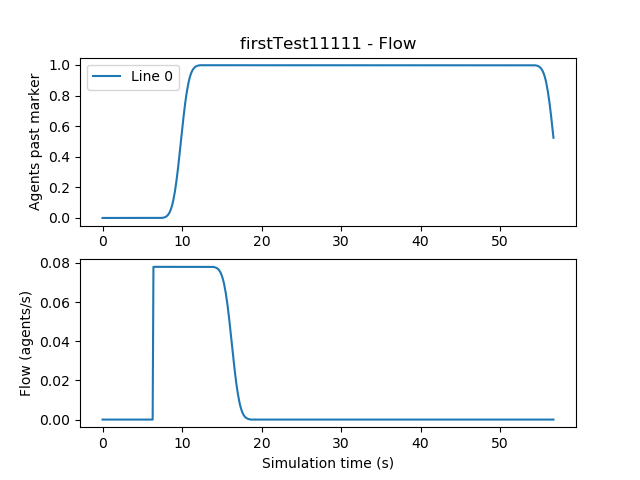 firstTest11111 - Flow
Agents past marker
1.0
0.8
0.6
0.4
0.2
0.0
Line 0
0 10 20 30 40 50
Flow (agents/s)
0.08
0.06
0.04
0.02
0.00
0 10 20 30 40 50
Simulation time (s)